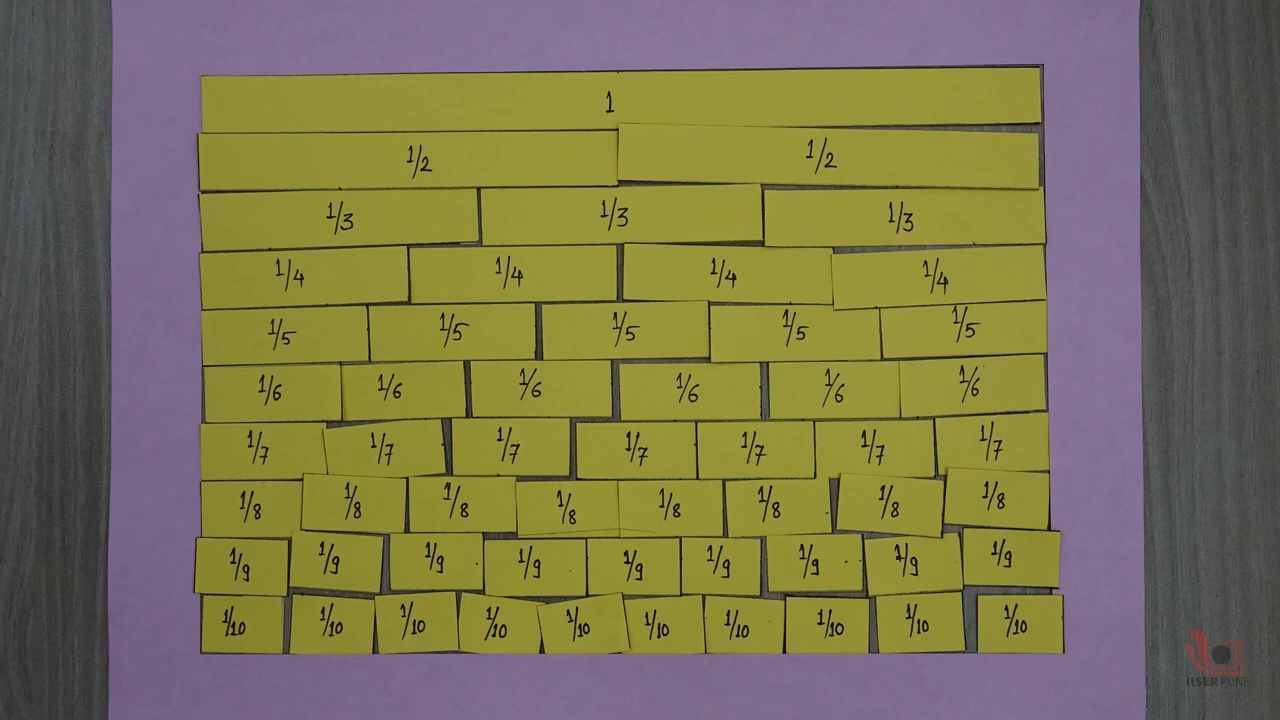 1
1/2 1/2
1/3 1/3 1/3
1/4 1/4 1/4 1/4
1/5 1/5 1/5 1/5 1/5
1/6 1/6 1/6 1/6 1/6 1/6
1/7 1/7 1/7 1/7 1/7 1/7 1/7
1/8 1/8 1/8 1/8 1/8 1/8 1/8 1/8
1/9 1/9 1/9 1/9 1/9 1/9 1/9 1/9 1/9
1/10 1/10 1/10 1/10 1/10 1/10 1/10 1/10 1/10 1/10
IISER PUNE